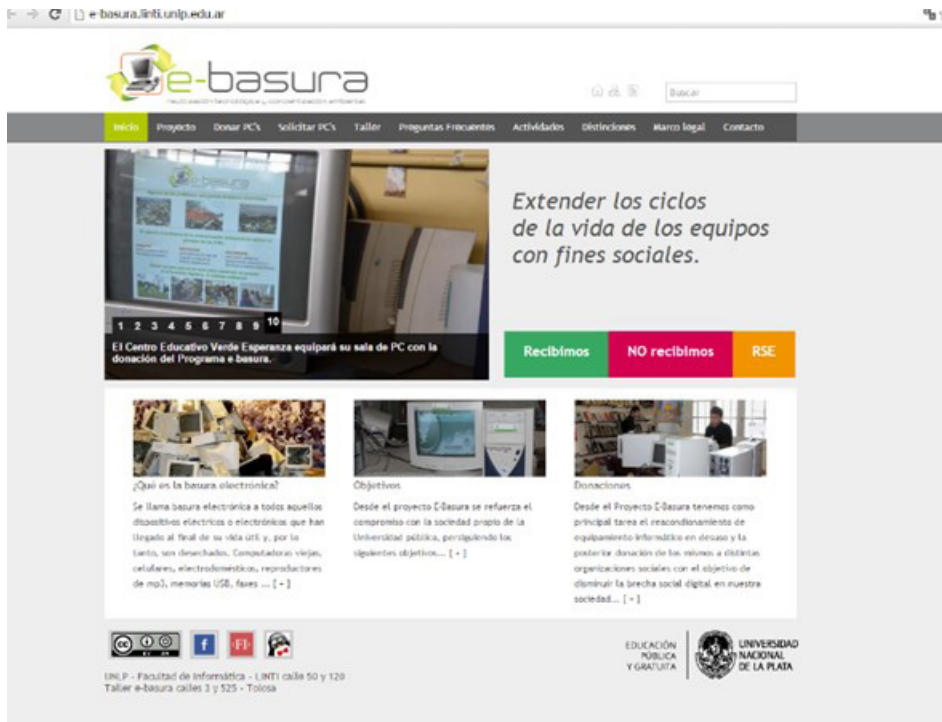 e-basura.linti.unlp.edu.ar
e-basura
reutilización tecnológica y concientización ambiental
Buscar
Inicio Proyecto Donar PC's Solicitar PC's Taller Preguntas Frecuentes Actividades Distinciones Marco legal Contacto
e-basura
1 2 3 4 5 6 7 8 9 10
El Centro Educativo Verde Esperanza equipará su sala de PC con la
donación del Programa e-basura.
Extender los ciclos
de la vida de los equipos
con fines sociales.
Recibimos NO recibimos RSE
¿Qué es la basura electrónica?
Se llama basura electrónica a todos aquellos
dispositivos eléctricos o electrónicos que han
llegado al final de su vida útil y, por lo
tanto, son desechados. Computadoras viejas,
celulares, electrodomésticos, reproductores
de mp3, memorias USB, faxes ... [ + ]
Objetivos
Desde el proyecto E-Basura se refuerza el
compromiso con la sociedad propio de la
Universidad pública, persiguiendo los
siguientes objetivos... [ + ]
Donaciones
Desde el Proyecto E-Basura tenemos como
principal tarea el reacondionamiento de
equipamiento informático en desuso y la
posterior donación de los mismos a distintas
organizaciones sociales con el objetivo de
disminuir la brecha social digital en nuestra
sociedad... [ + ]
cc
f
FI
EDUCACIÓN
PÚBLICA
Y GRATUITA
UNIVERSIDAD
NACIONAL
DE LA PLATA
UNLP - Facultad de Informática - LINTI calle 50 y 120
Taller e-basura calles 3 y 525 - Tolosa